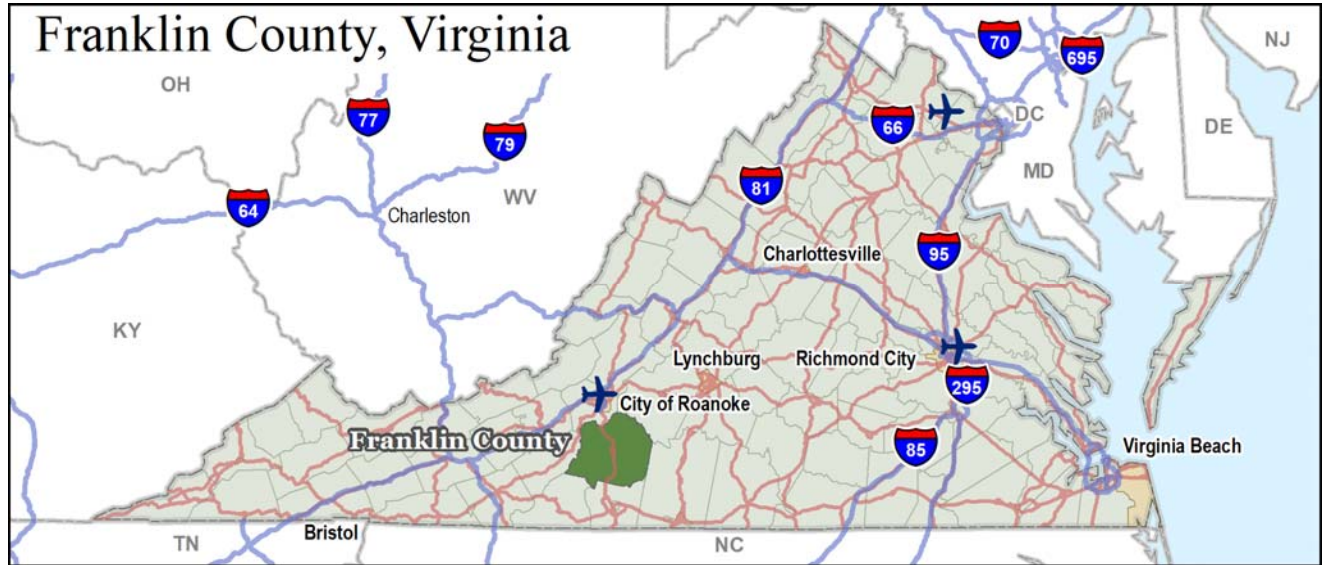 Franklin County, Virginia
OH
77
79
70
695
NJ
66
DC
DE
MD
81
WV
64
Charleston
95
Charlottesville
KY
Lynchburg
Richmond City
295
City of Roanoke
Franklin County
85
Virginia Beach
TN
Bristol
NC